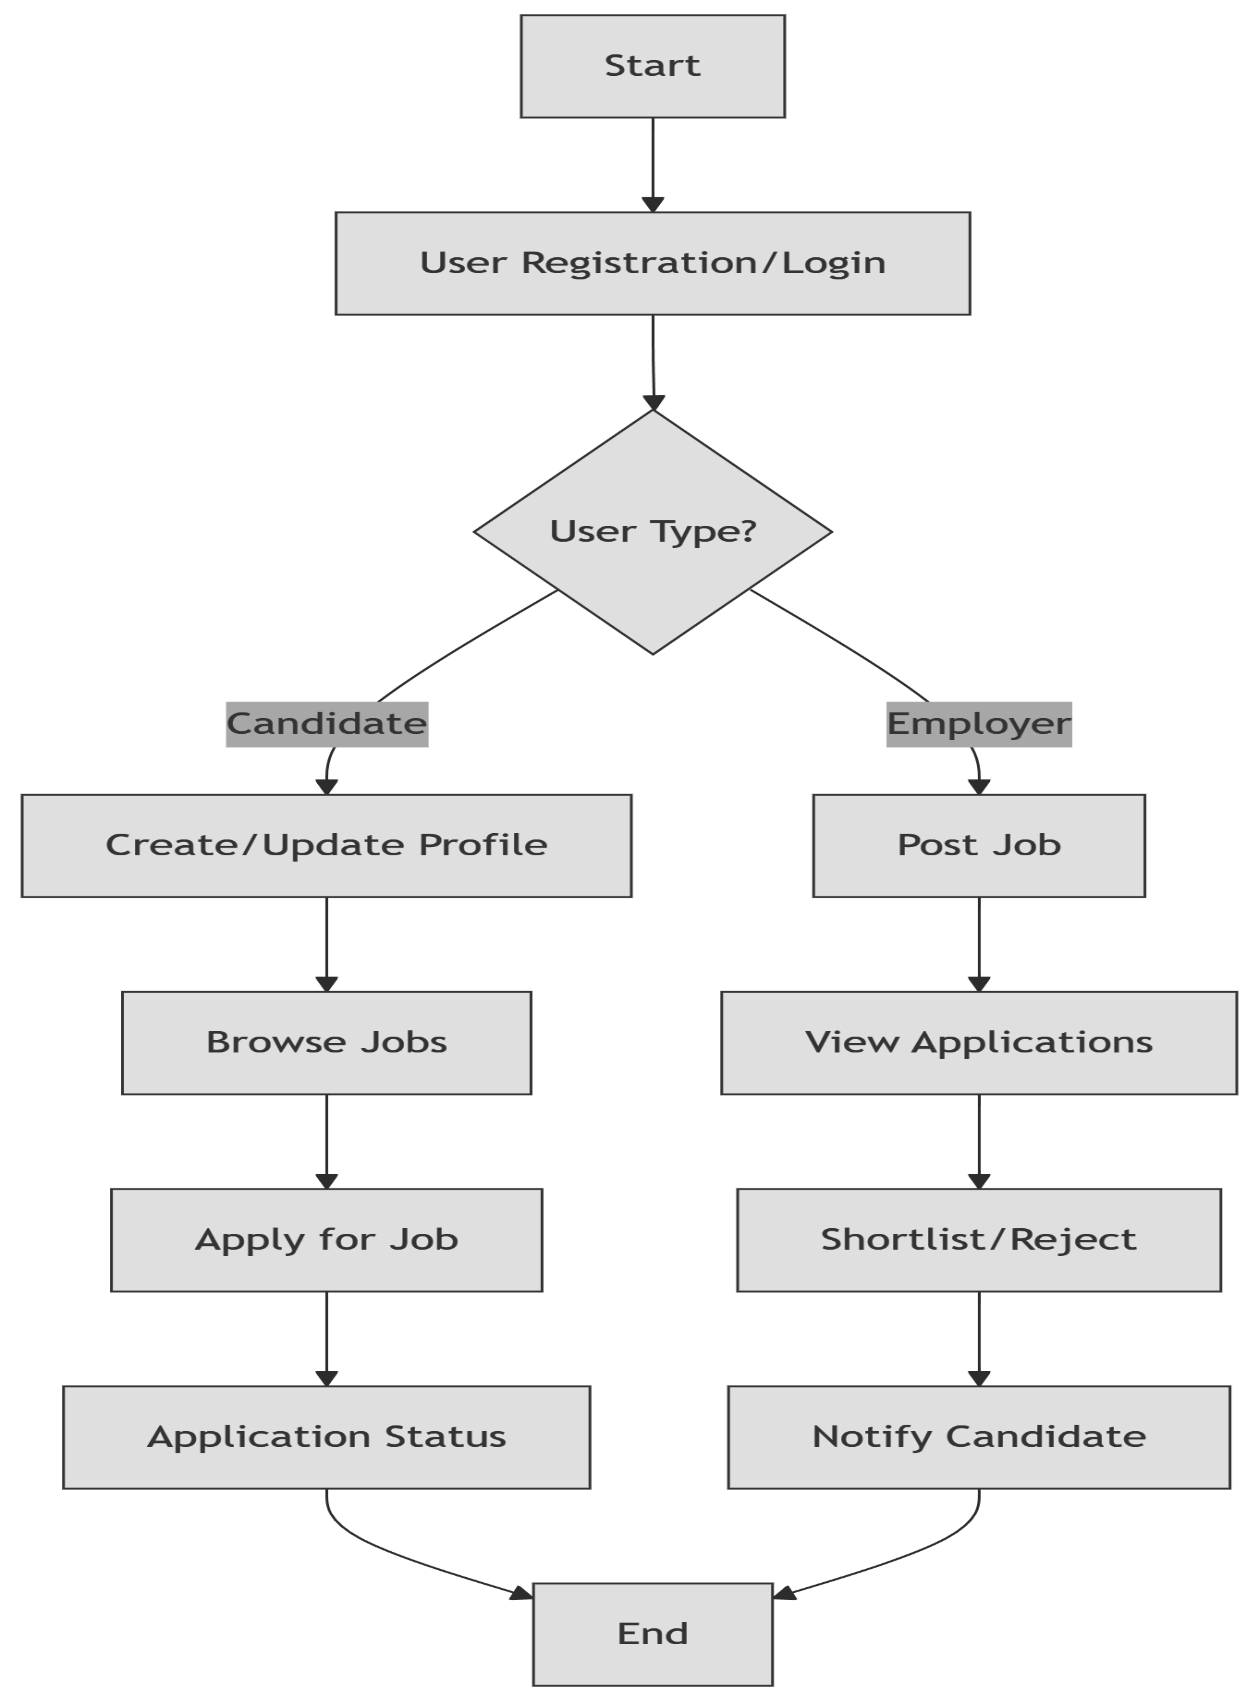 Start
User Registration/Login
User Type?
Candidate
Employer
Create/Update Profile
Post Job
Browse Jobs
View Applications
Apply for Job
Shortlist/Reject
Application Status
Notify Candidate
End